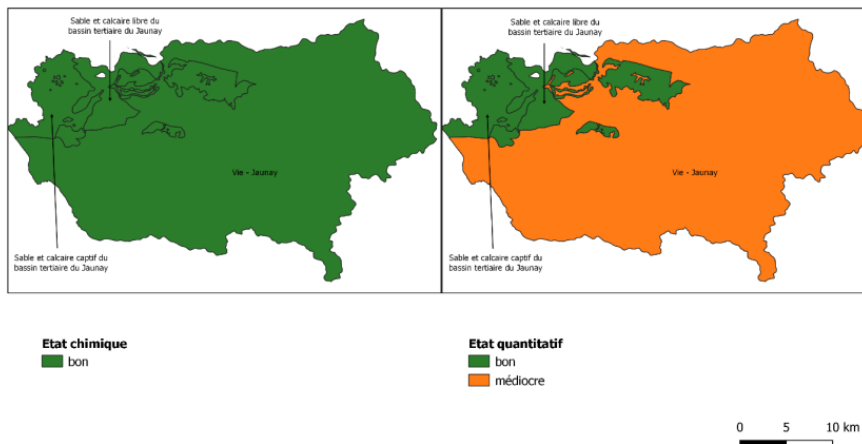 Sable et calcaire libre du
bassin tertiaire du Jaunay
Vie - Jaunay
Sable et calcaire captif du
bassin tertiaire du Jaunay
Sable et calcaire libre du
bassin tertiaire du Jaunay
Vie - Jaunay
Sable et calcaire captif du
bassin tertiaire du Jaunay
Etat chimique
bon
Etat quantitatif
bon
médiocre
0 5 10 km